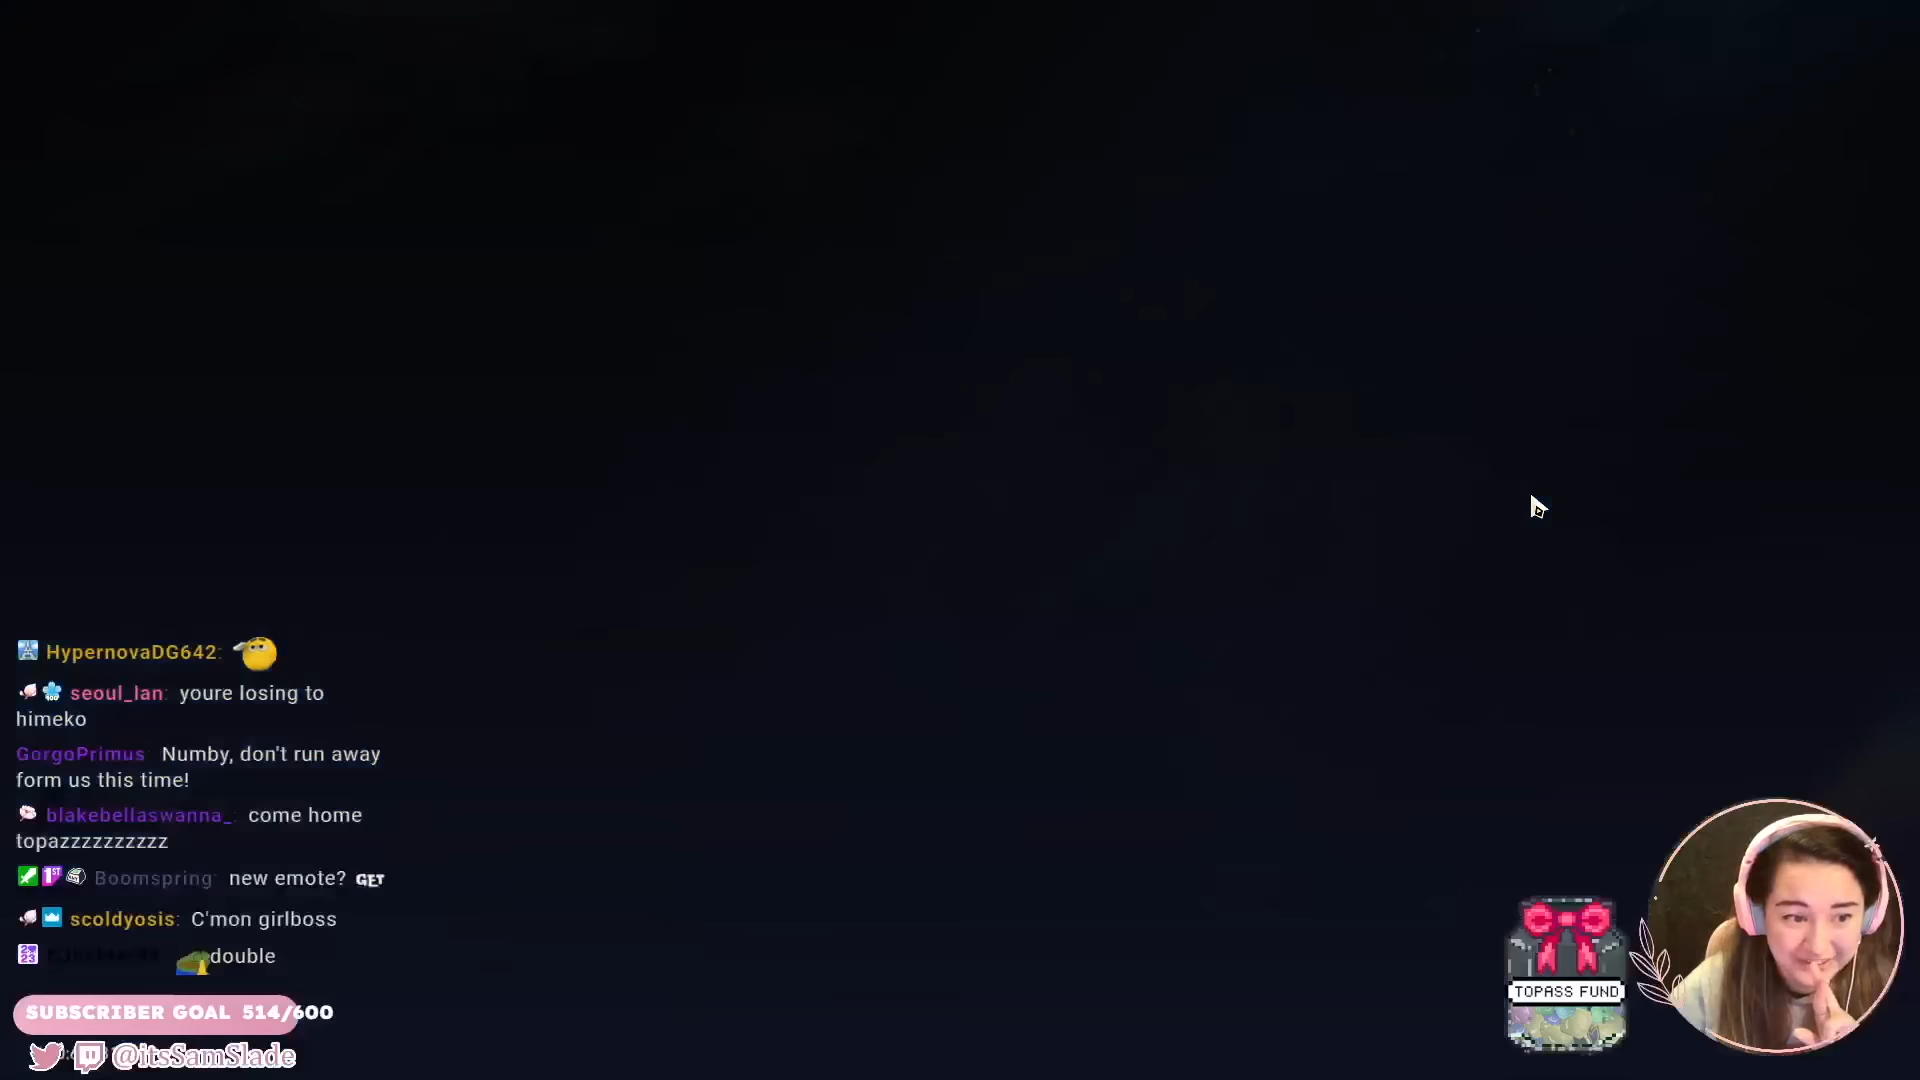 HypernovaDG642:
seoul_lan: youre losing to
himeko
GorgoPrimus: Numby, don't run away
form us this time!
blakebellaswanna_: come home
topazzzzzzzzzz
1ST Boomspring: new emote? GET
scoldyosis: C'mon girlboss
double
SUBSCRIBER GOAL 514/600
@itsSamSlade
TOPASS FUND